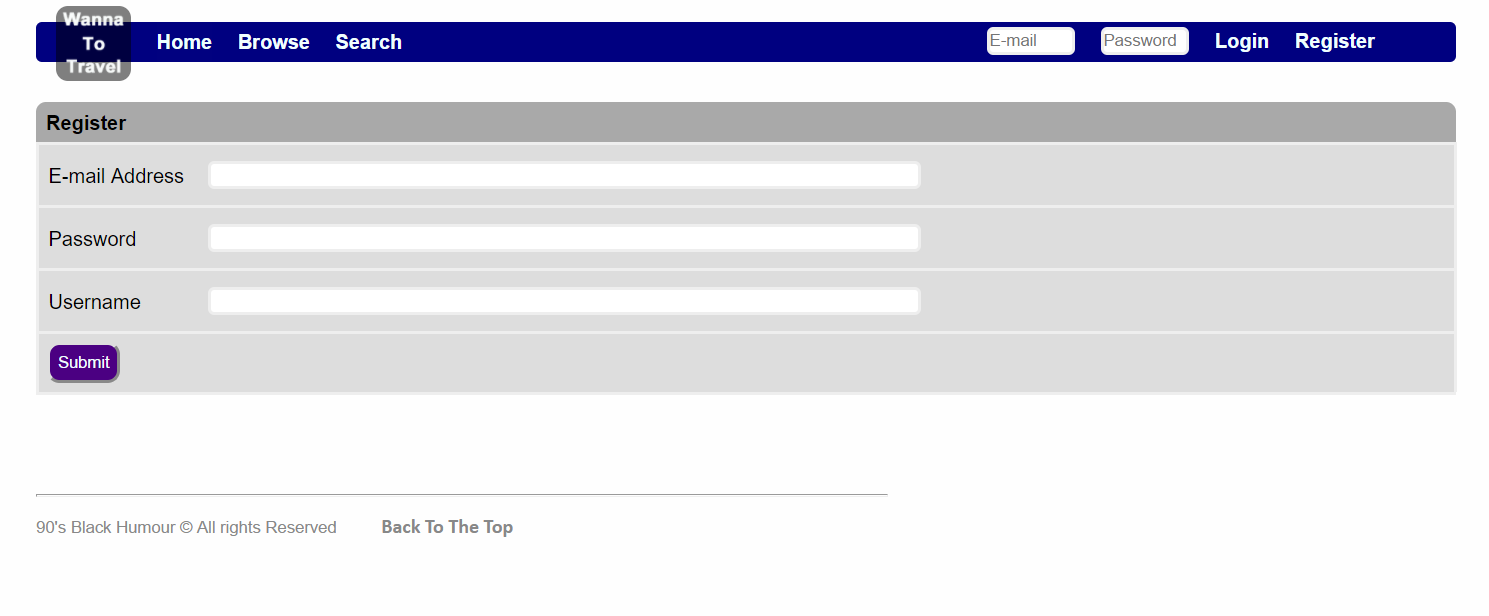 Wanna
To
Travel
Home Browse Search E-mail Password Login Register
Register
E-mail Address
Password
Username
Submit
90's Black Humour © All rights Reserved Back To The Top